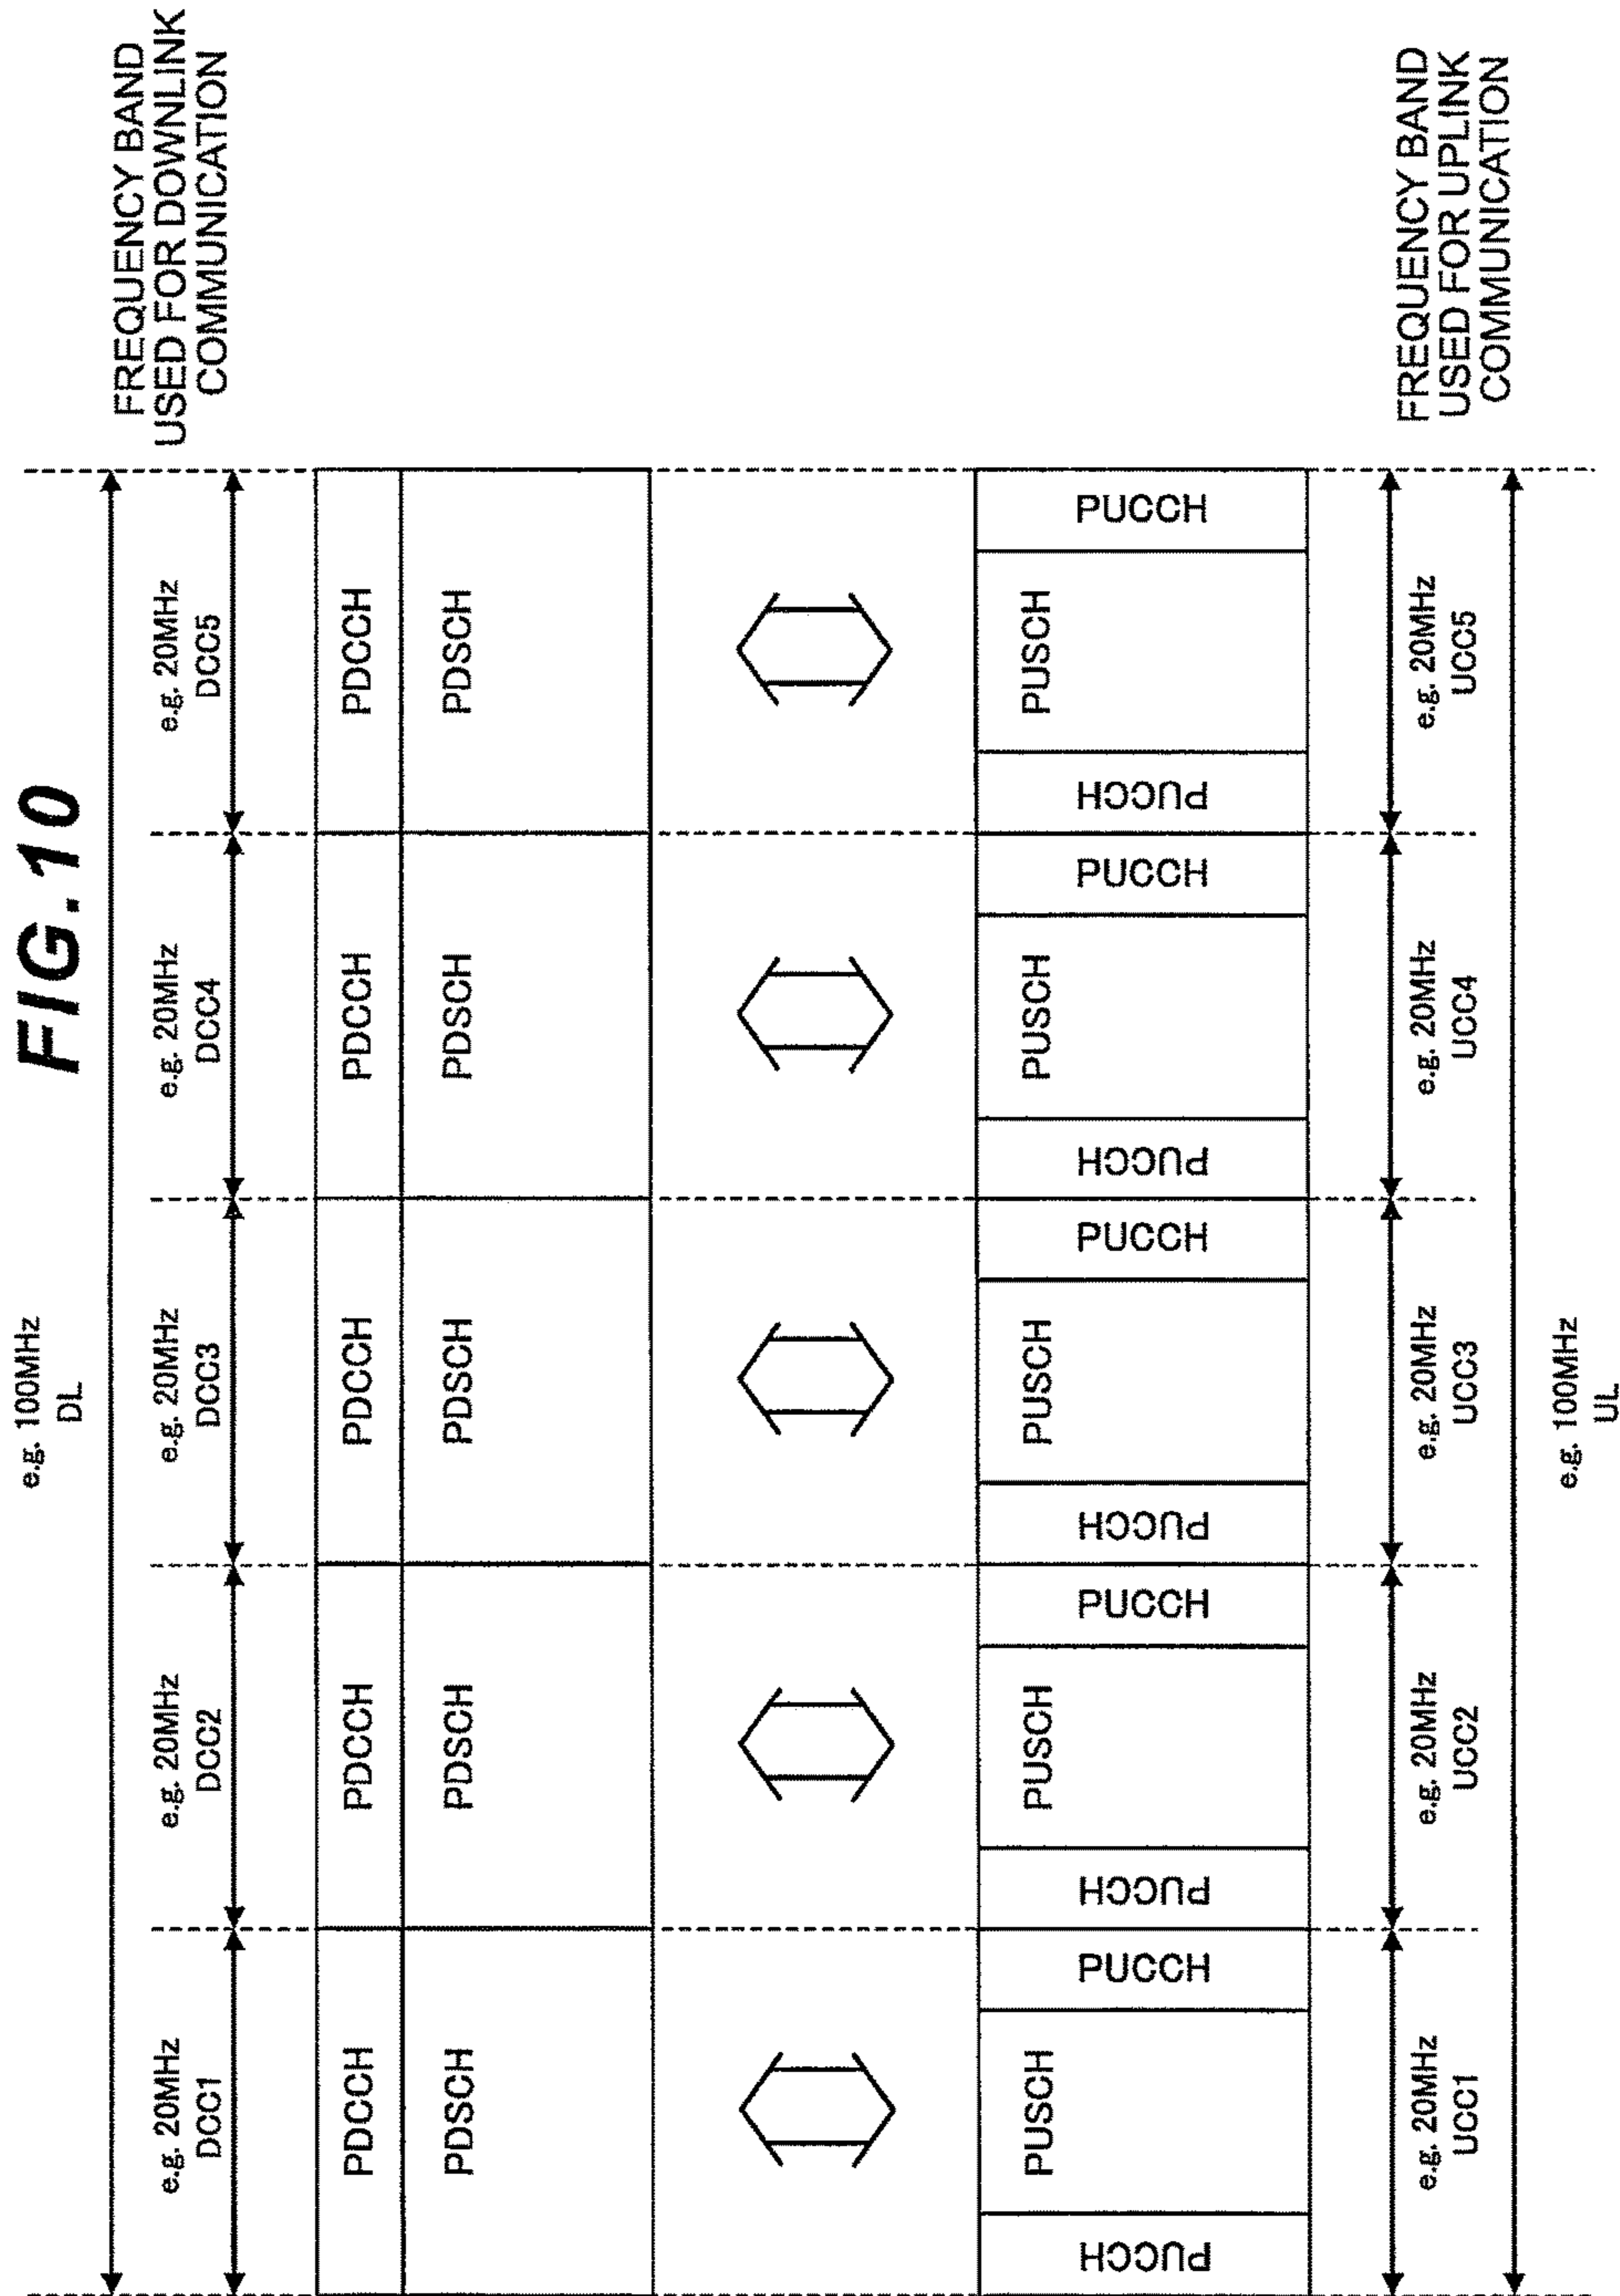 FIG.10
e.g. 100MHz
DL
FREQUENCY BAND
USED FOR DOWNLINK
COMMUNICATION
e.g. 20MHz
DCC1
e.g. 20MHz
DCC2
e.g. 20MHz
DCC3
e.g. 20MHz
DCC4
e.g. 20MHz
DCC5
PDCCH
PDCCH
PDCCH
PDCCH
PDCCH
PDSCH
PDSCH
PDSCH
PDSCH
PDSCH
PUCCH
PUSCH
PUCCH
PUCCH
PUSCH
PUCCH
PUCCH
PUSCH
PUCCH
PUCCH
PUSCH
PUCCH
PUCCH
PUSCH
PUCCH
e.g. 20MHz
UCC1
e.g. 20MHz
UCC2
e.g. 20MHz
UCC3
e.g. 20MHz
UCC4
e.g. 20MHz
UCC5
FREQUENCY BAND
USED FOR UPLINK
COMMUNICATION
e.g. 100MHz
UL